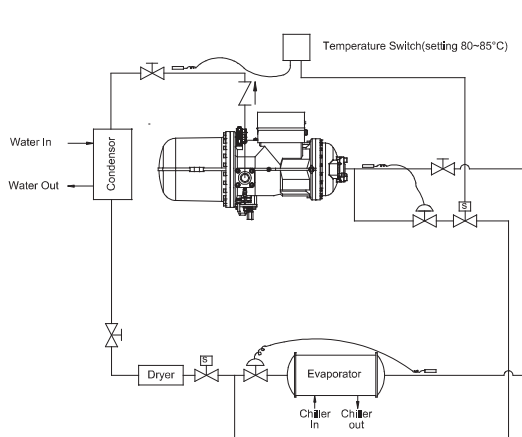 Temperature Switch(setting 80~85°C)
Water In
Water Out
Condensor
S
S
Dryer
Evaporator
Chiller
In
Chiller
out